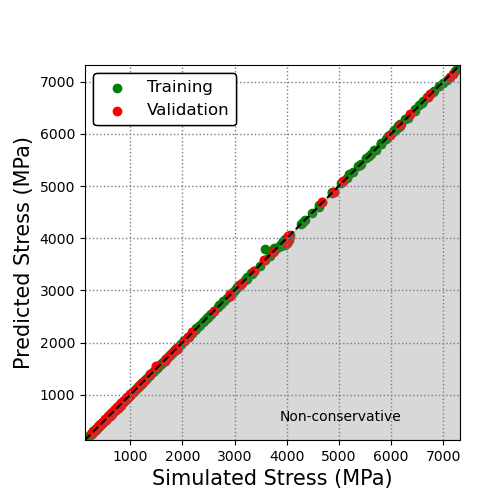 Training
Validation
Predicted Stress (MPa)
7000
6000
5000
4000
3000
2000
1000
Non-conservative
1000 2000 3000 4000 5000 6000 7000
Simulated Stress (MPa)